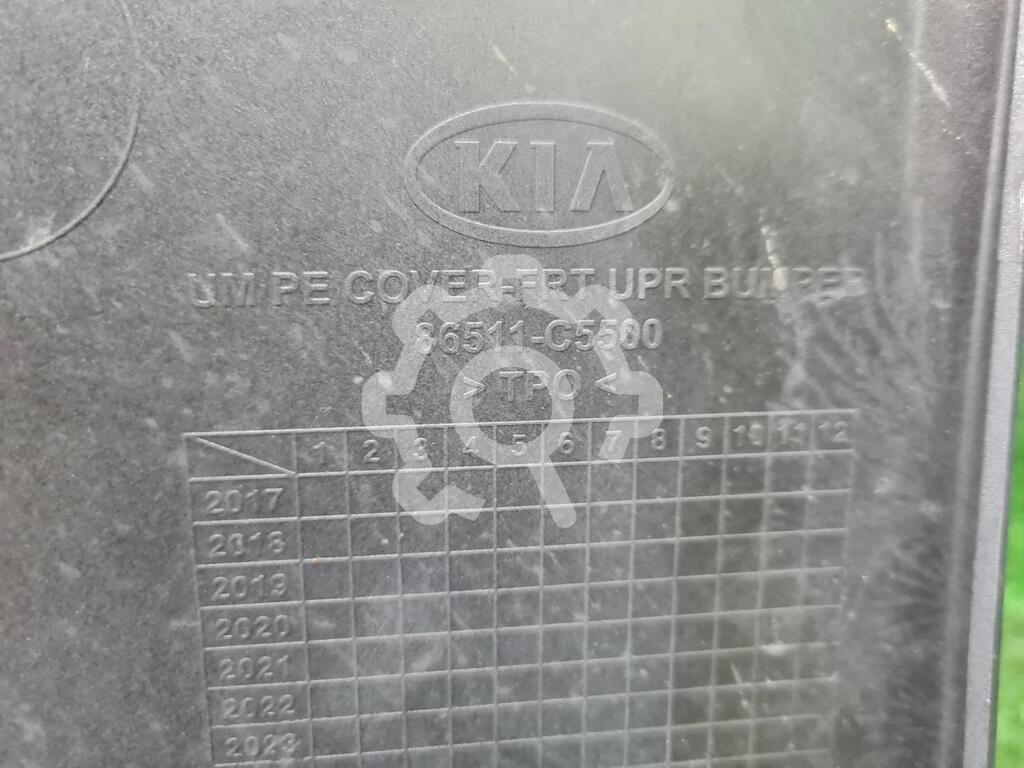 KIA
UM PE COVER-FRT UPR BUMPER
86511-C5500
> TPO <
1 2 3 4 5 6 7 8 9 10 11 12
2017
2018
2019
2020
2021
2022
2023